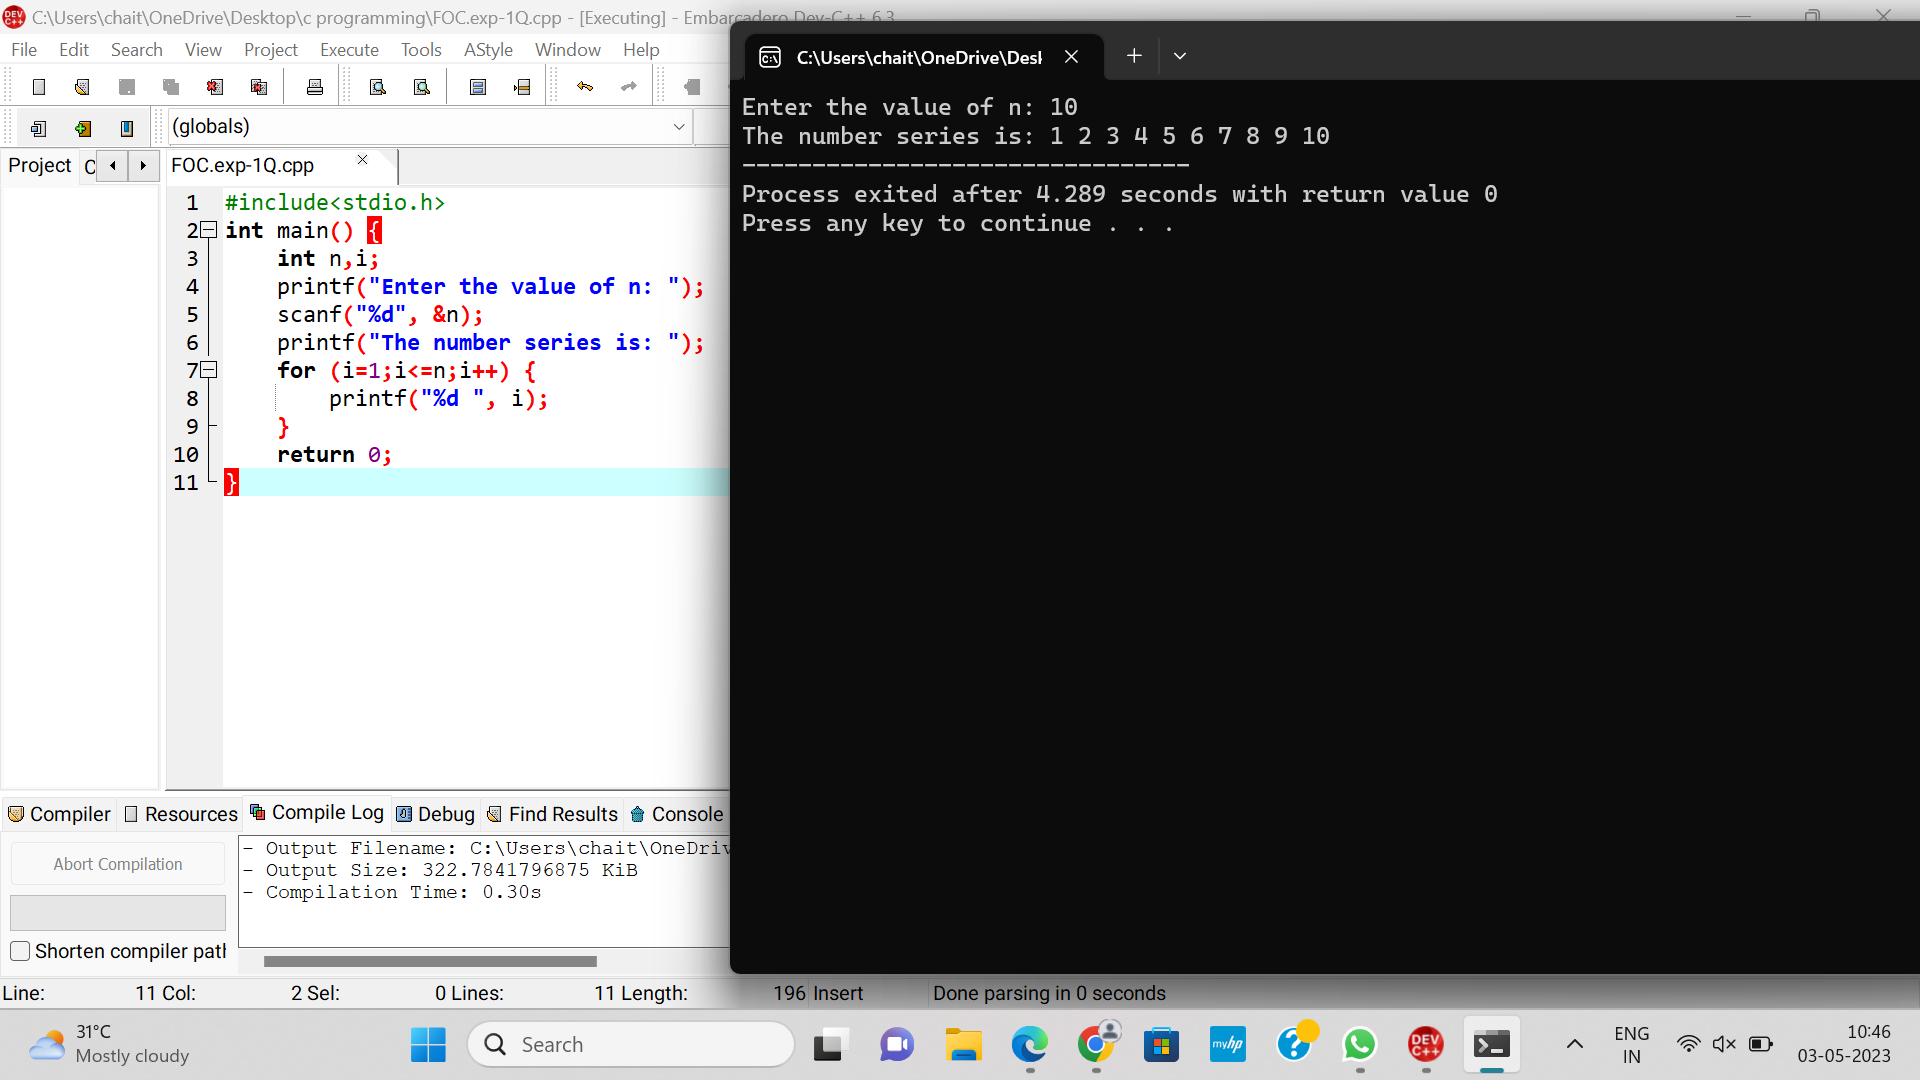 C:\Users\chait\OneDrive\Desktop\c programming\FOC.exp-1Q.cpp - [Executing] - Embarcadero Dev-C++ 6.3
File Edit Search View Project Execute Tools AStyle Window Help
(globals)
Project C
FOC.exp-1Q.cpp
1 #include<stdio.h>
2 int main() {
3 int n,i;
4 printf("Enter the value of n: ");
5 scanf("%d", &n);
6 printf("The number series is: ");
7 for (i=1;i<=n;i++) {
8 printf("%d ", i);
9 }
10 return 0;
11 }
C:\Users\chait\OneDrive\Desl
Enter the value of n: 10
The number series is: 1 2 3 4 5 6 7 8 9 10
--------------------------------
Process exited after 4.289 seconds with return value 0
Press any key to continue . . .
Compiler Resources Compile Log Debug Find Results Console
Abort Compilation
Shorten compiler pat
- Output Filename: C:\Users\chait\OneDriv
- Output Size: 322.7841796875 KiB
- Compilation Time: 0.30s
Line: 11 Col: 2 Sel: 0 Lines: 11 Length: 196 Insert Done parsing in 0 seconds
31°C
Mostly cloudy
Search
myhp
DEV
C++
ENG
IN
10:46
03-05-2023